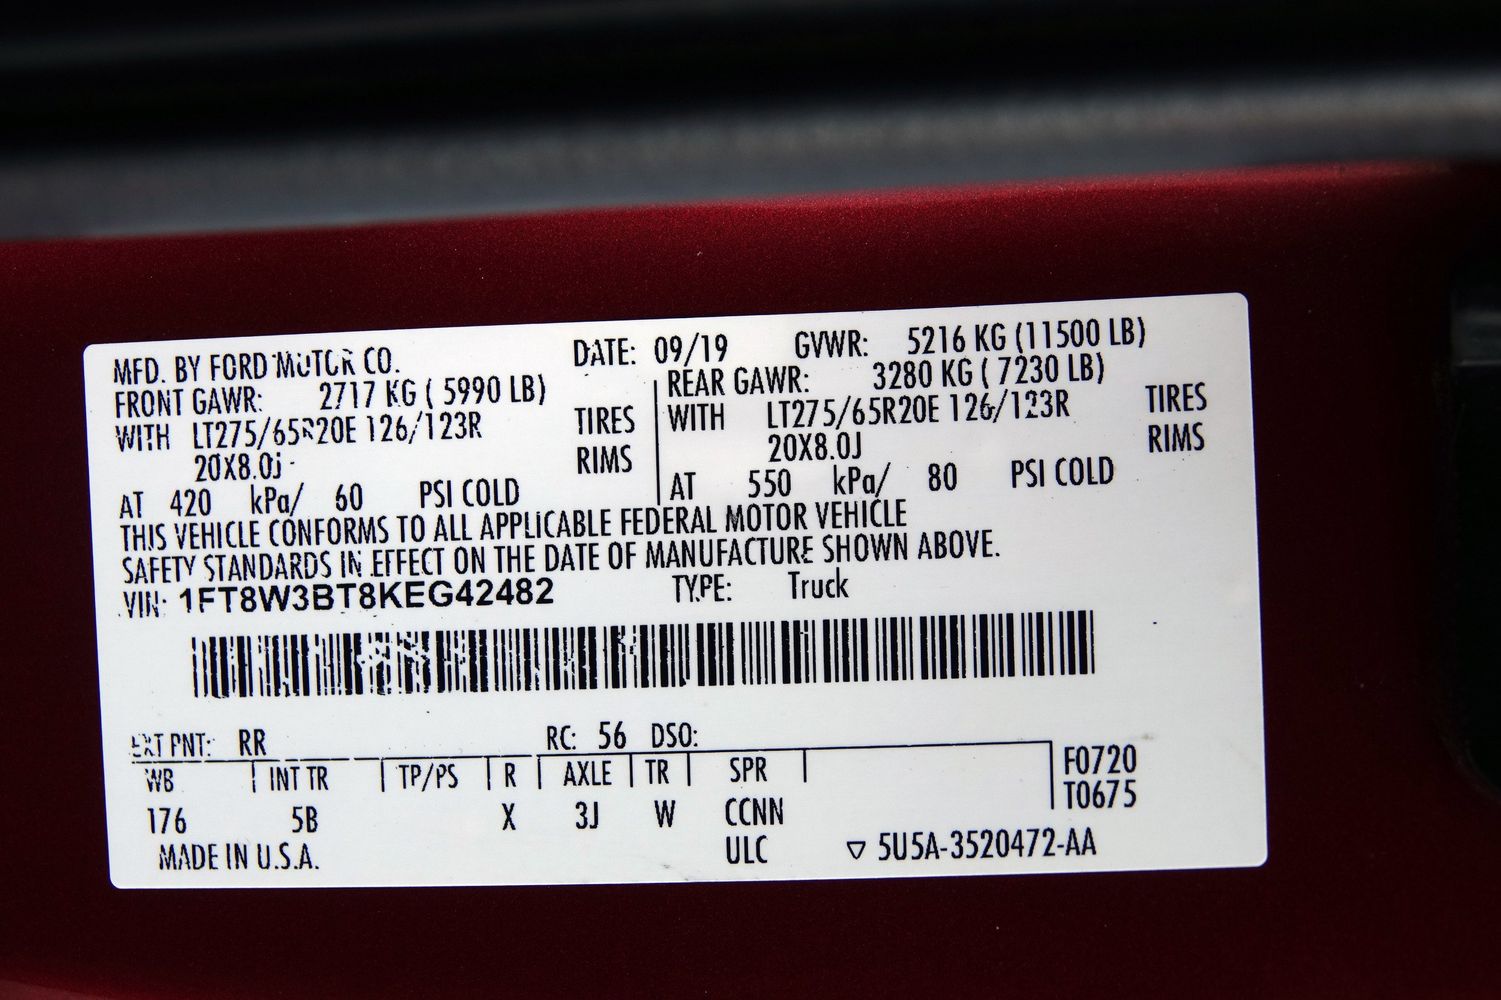 MFD. BY FORD MOTOR CO. DATE: 09/19 GVWR: 5216 KG (11500 LB)
FRONT GAWR: 2717 KG ( 5990 LB) REAR GAWR: 3280 KG ( 7230 LB)
WITH LT275/65R20E 126/123R TIRES WITH LT275/65R20E 126/123R TIRES
20X8.0J RIMS 20X8.0J RIMS
AT 420 kPa/ 60 PSI COLD AT 550 kPa/ 80 PSI COLD
THIS VEHICLE CONFORMS TO ALL APPLICABLE FEDERAL MOTOR VEHICLE
SAFETY STANDARDS IN EFFECT ON THE DATE OF MANUFACTURE SHOWN ABOVE.
VIN: 1FT8W3BT8KEG42482 TYPE: Truck
EXT PNT: RR RC: 56 DSO:
WB INT TR TP/PS R AXLE TR SPR F0720
T0675
176 5B X 3J W CCNN
MADE IN U.S.A. ULC ▽ 5U5A-3520472-AA